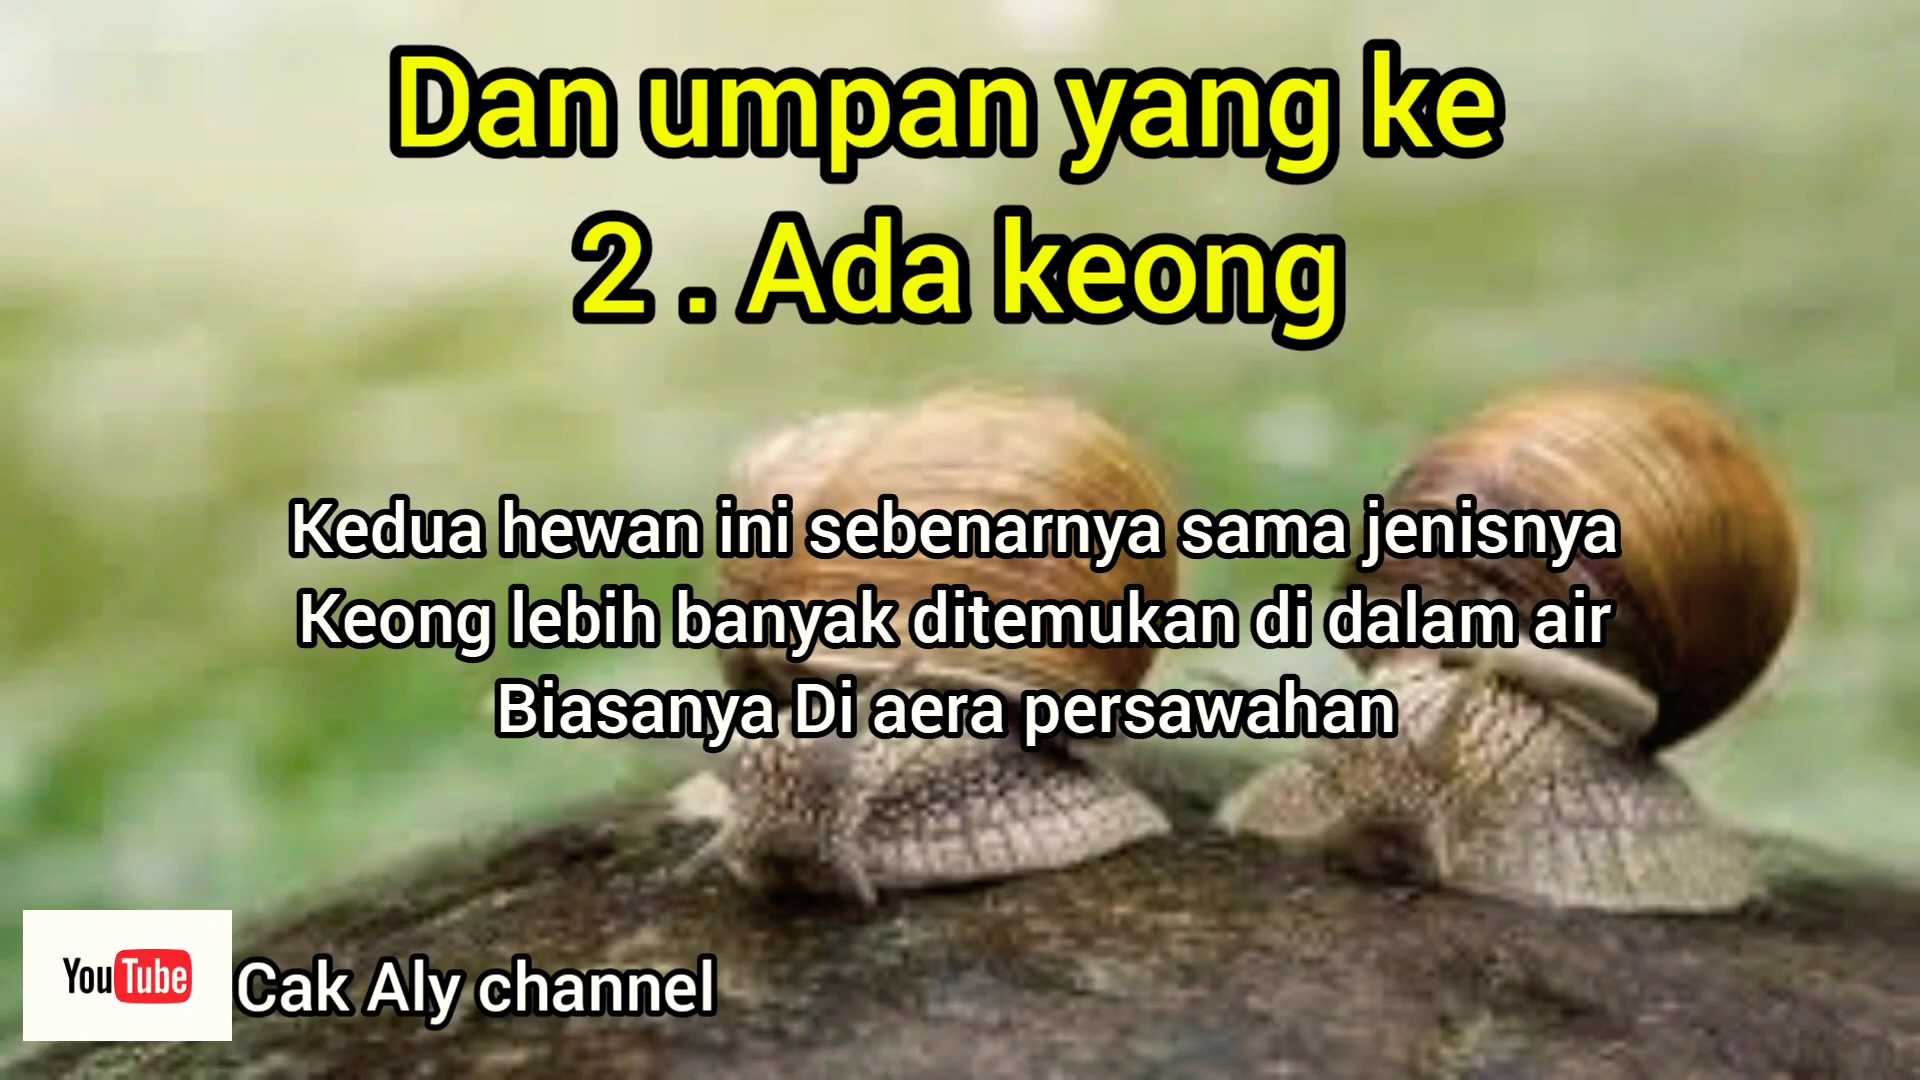 Dan umpan yang ke
2 . Ada keong
Kedua hewan ini sebenarnya sama jenisnya
Keong lebih banyak ditemukan di dalam air
Biasanya Di aera persawahan
YouTube
Cak Aly channel